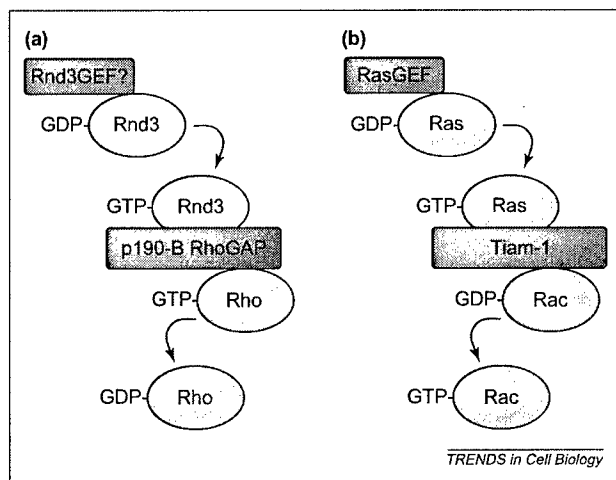 (a)
Rnd3GEF?
GDP-
Rnd3
GTP-
Rnd3
p190-B RhoGAP
GTP-
Rho
GDP-
Rho
(b)
RasGEF
GDP-
Ras
GTP-
Ras
Tiam-1
GDP-
Rac
GTP-
Rac
TRENDS in Cell Biology